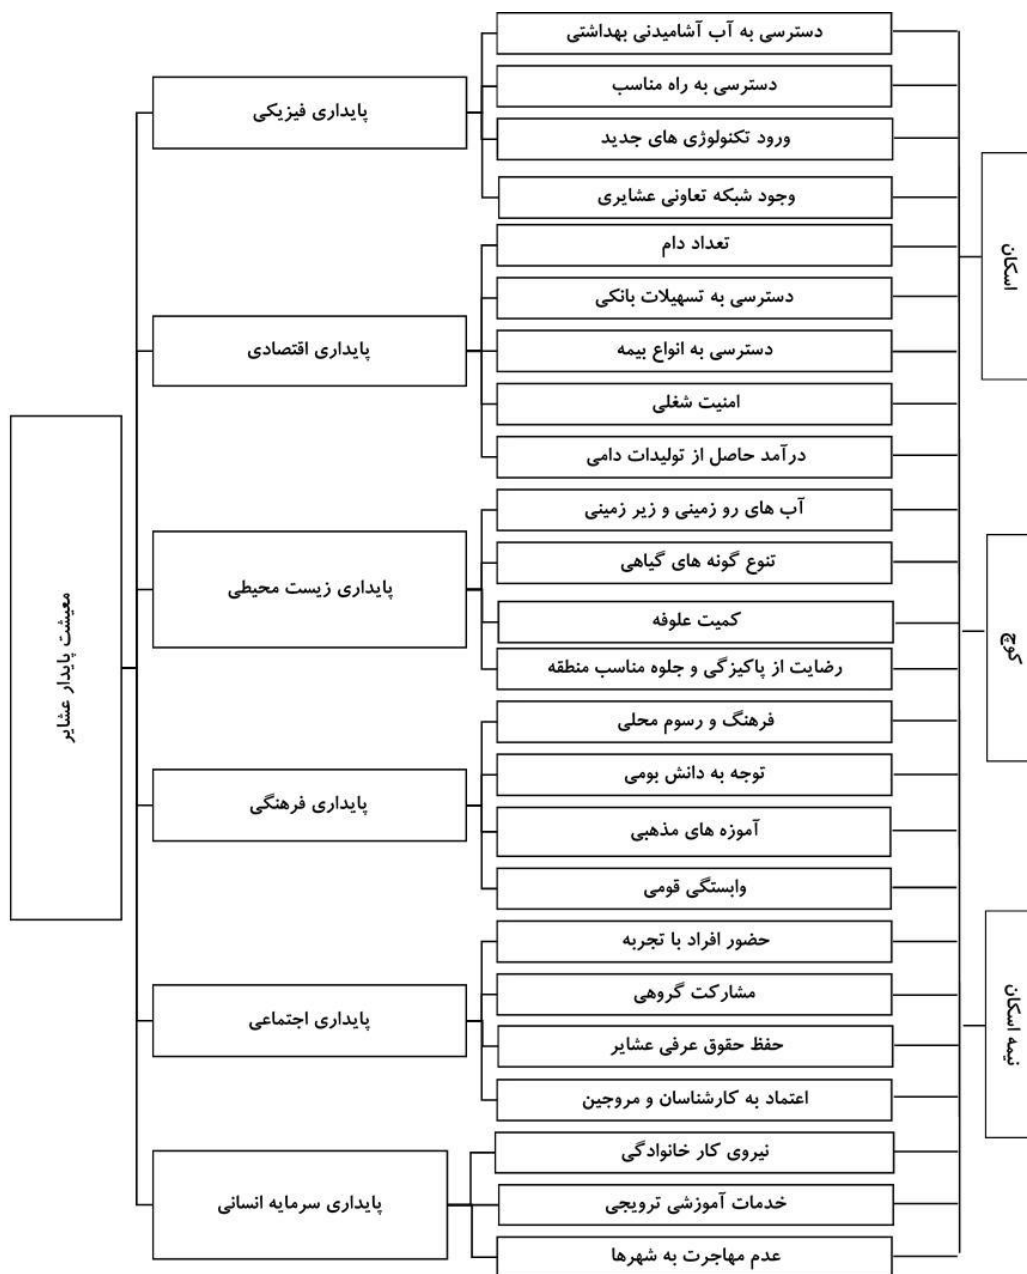 معیشت پایدار عشایر
پایداری فیزیکی
پایداری اقتصادی
پایداری زیست محیطی
پایداری فرهنگی
پایداری اجتماعی
پایداری سرمایه انسانی
دسترسی به آب آشامیدنی بهداشتی
دسترسی به راه مناسب
ورود تکنولوژی های جدید
وجود شبکه تعاونی عشایری
تعداد دام
دسترسی به تسهیلات بانکی
دسترسی به انواع بیمه
امنیت شغلی
درآمد حاصل از تولیدات دامی
آب های رو زمینی و زیر زمینی
تنوع گونه های گیاهی
کمیت علوفه
رضایت از پاکیزگی و جلوه مناسب منطقه
فرهنگ و رسوم محلی
توجه به دانش بومی
آموزه های مذهبی
وابستگی قومی
حضور افراد با تجربه
مشارکت گروهی
حفظ حقوق عرفی عشایر
اعتماد به کارشناسان و مروجین
نیروی کار خانوادگی
خدمات آموزشی ترویجی
عدم مهاجرت به شهرها
اسکان
کوچ
نیمه اسکان